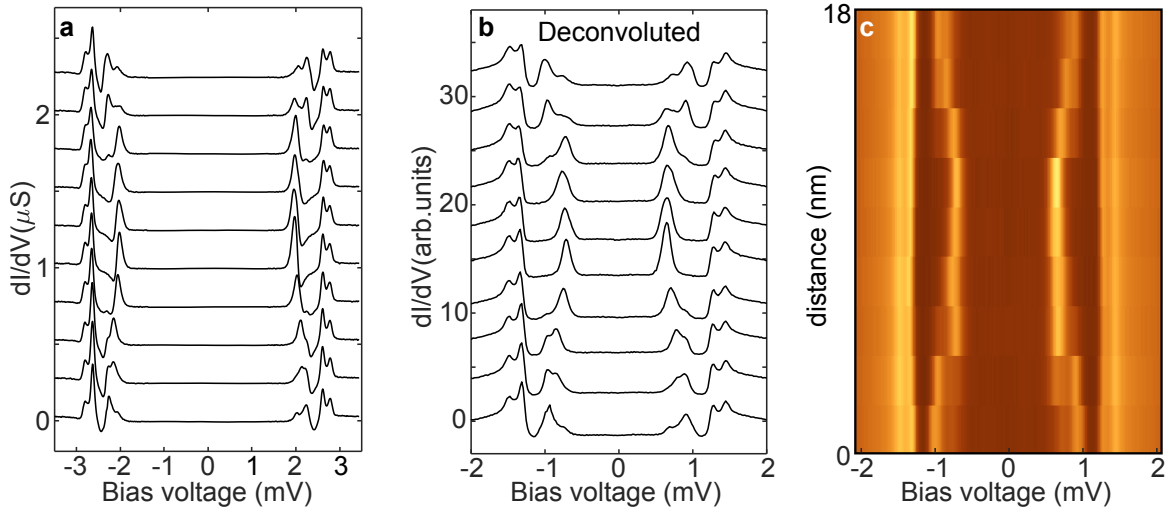 a
2
1
0
dI/dV(μS)
-3 -2 -1 0 1 2 3
Bias voltage (mV)
b
Deconvoluted
30
20
10
0
dI/dV(arb.units)
-2 -1 0 1 2
Bias voltage (mV)
c
18
0
distance (nm)
-2 -1 0 1 2
Bias voltage (mV)